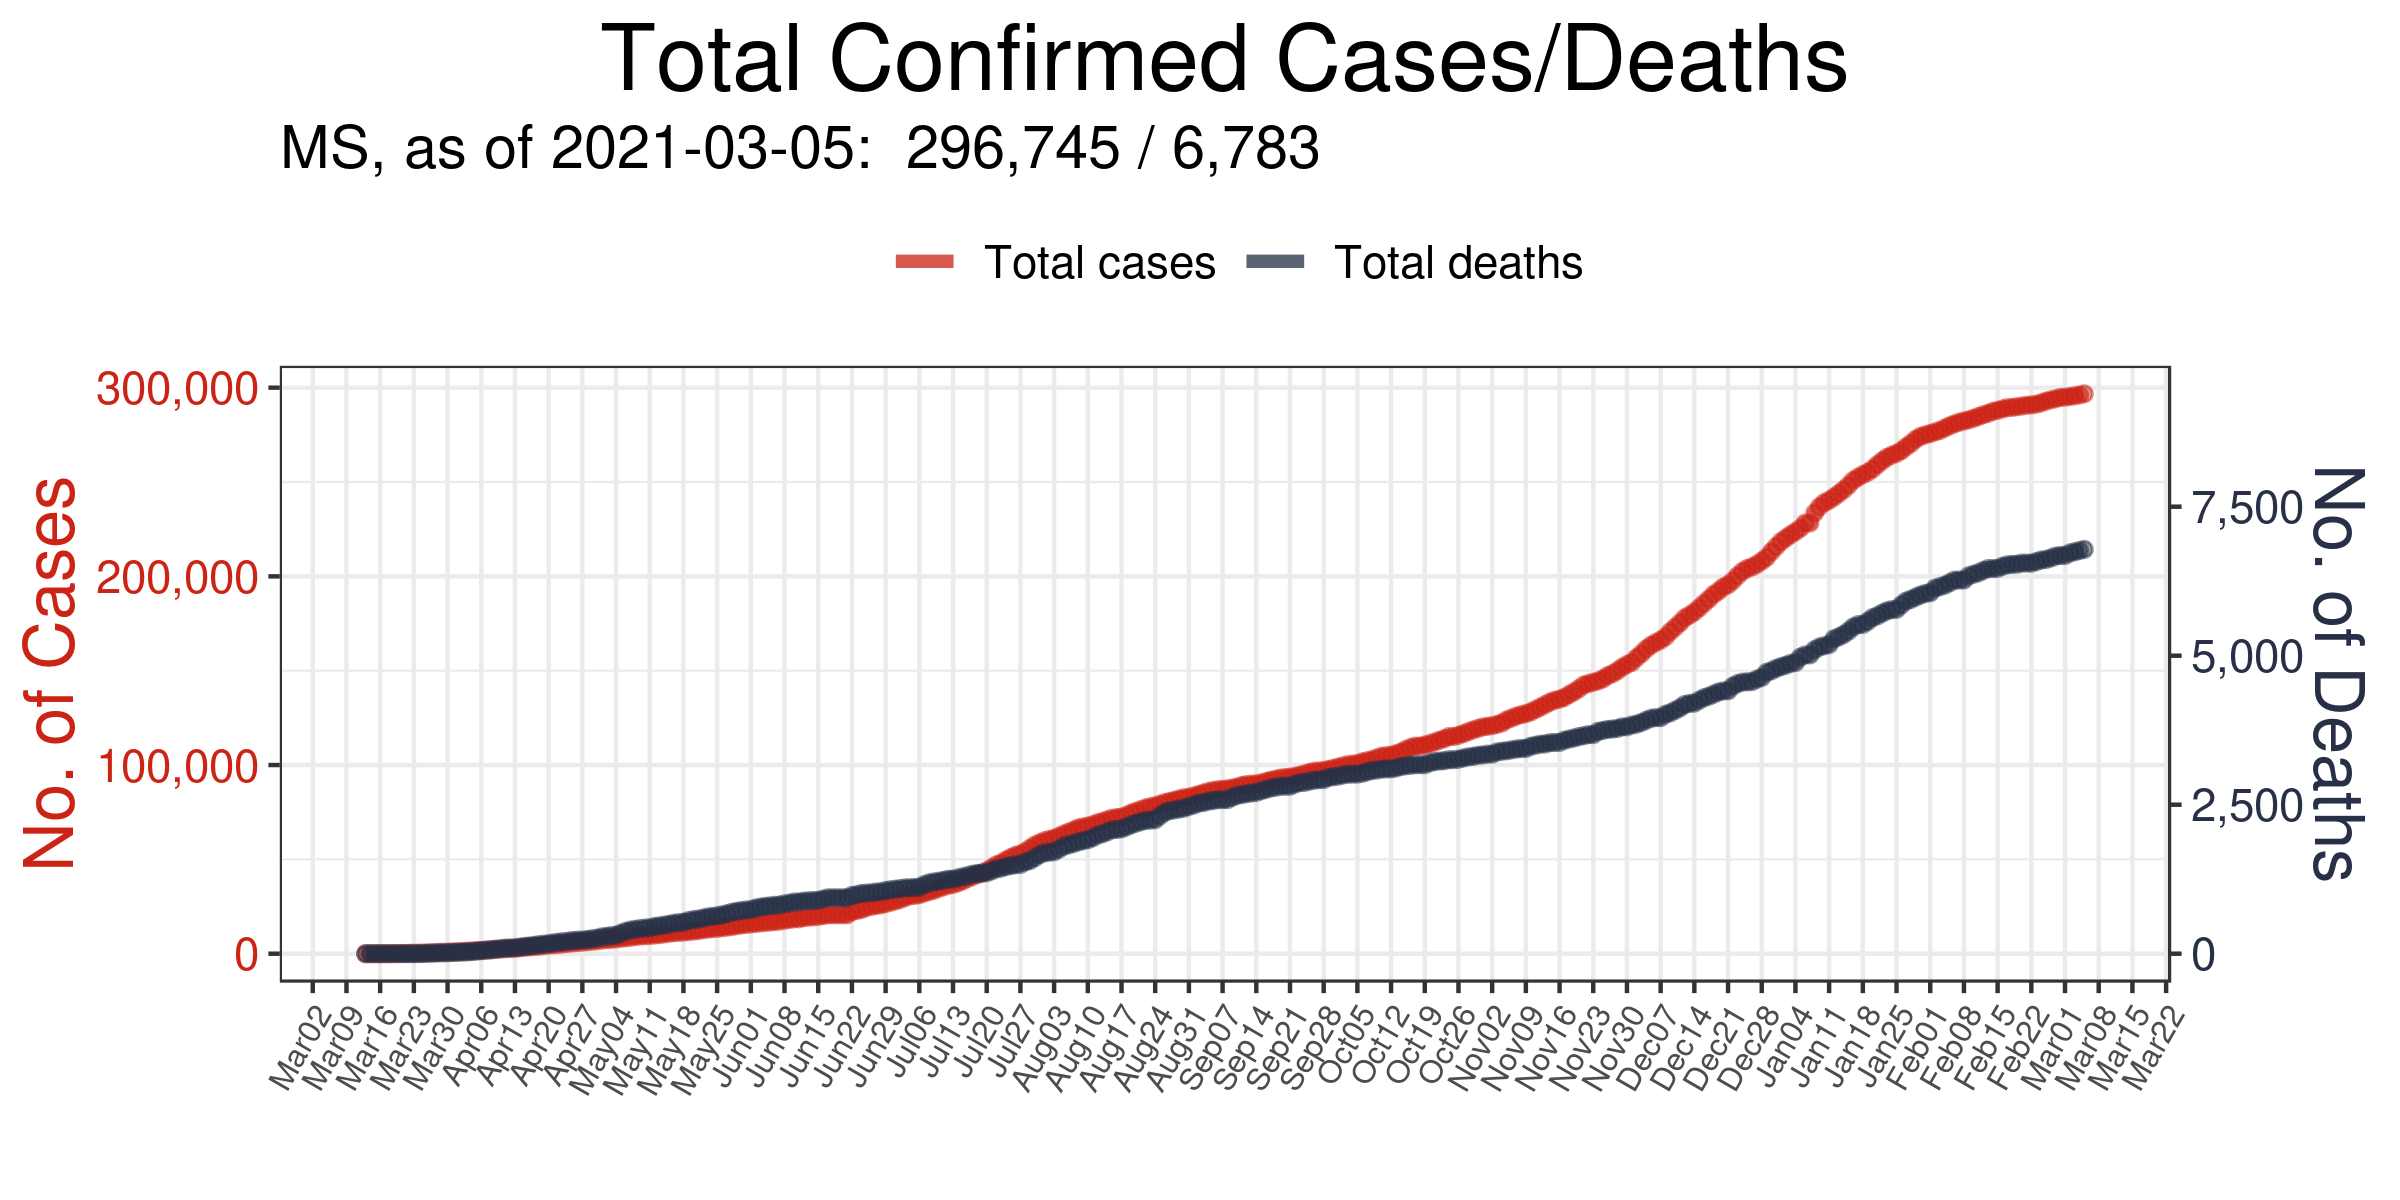 Total Confirmed Cases/Deaths
MS, as of 2021-03-05:  296,745 / 6,783
Total cases
Total deaths
No. of Cases
300,000
200,000
100,000
0
7,500
5,000
2,500
0
No. of Deaths
Mar02
Mar09
Mar16
Mar23
Mar30
Apr06
Apr13
Apr20
Apr27
May04
May11
May18
May25
Jun01
Jun08
Jun15
Jun22
Jun29
Jul06
Jul13
Jul20
Jul27
Aug03
Aug10
Aug17
Aug24
Aug31
Sep07
Sep14
Sep21
Sep28
Oct05
Oct12
Oct19
Oct26
Nov02
Nov09
Nov16
Nov23
Nov30
Dec07
Dec14
Dec21
Dec28
Jan04
Jan11
Jan18
Jan25
Feb01
Feb08
Feb15
Feb22
Mar01
Mar08
Mar15
Mar22